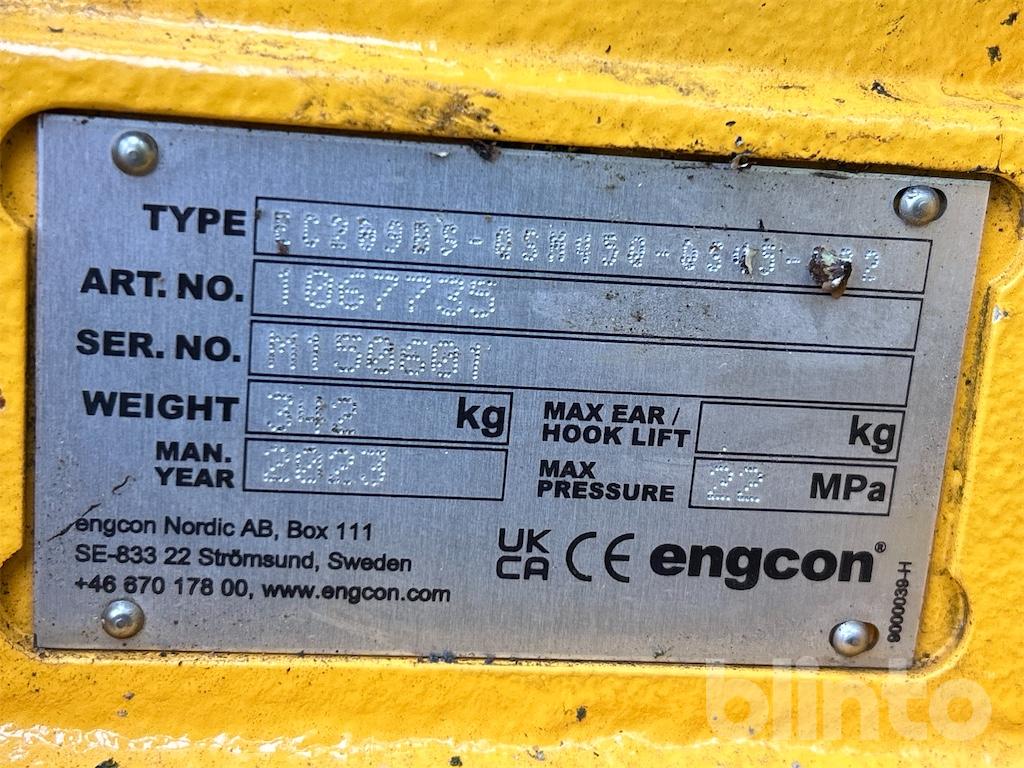 TYPE
ART. NO. 1067735
SER. NO. M150601
WEIGHT 342 kg
MAX EAR / HOOK LIFT kg
MAN. YEAR 2023
MAX PRESSURE 22 MPa
engcon Nordic AB, Box 111
SE-833 22 Strömsund, Sweden
+46 670 178 00, www.engcon.com
UK CA CE engcon®
9000039-H
blinto